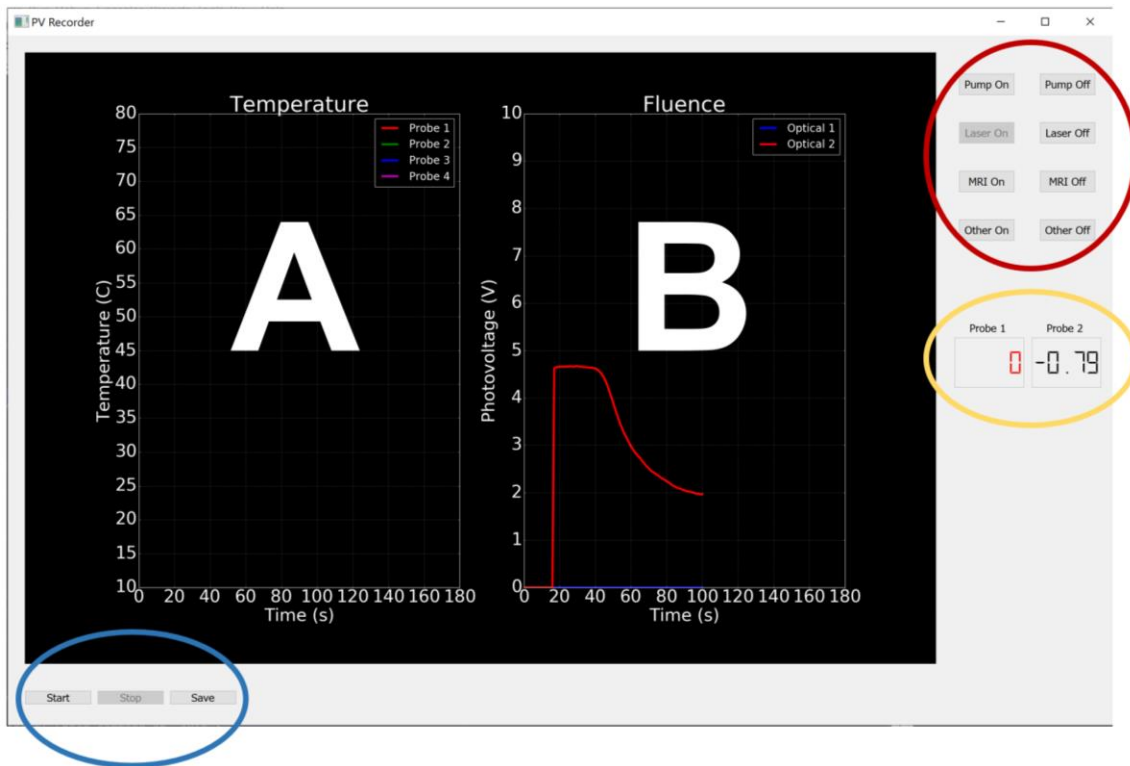 PV Recorder
Temperature
80
75
70
65
60
55
50
45
40
35
30
25
20
15
10
Temperature (C)
0 20 40 60 80 100 120 140 160 180
Time (s)
Probe 1
Probe 2
Probe 3
Probe 4
A
Fluence
10
9
8
7
6
5
4
3
2
1
0
Photovoltage (V)
0 20 40 60 80 100 120 140 160 180
Time (s)
Optical 1
Optical 2
B
Pump On Pump Off
Laser On Laser Off
MRI On MRI Off
Other On Other Off
Probe 1 Probe 2
0 -0.79
Start Stop Save